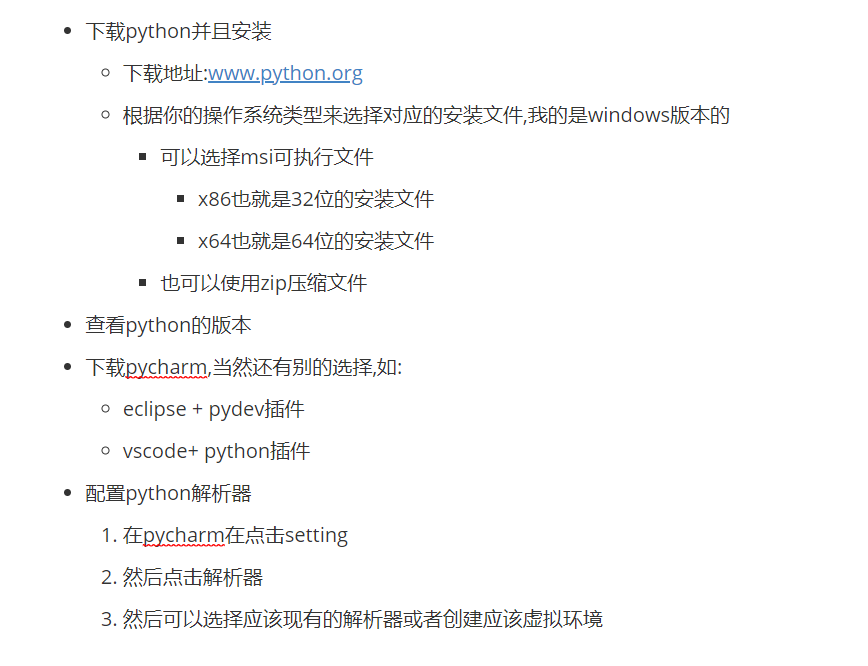 下载python并且安装
下载地址:www.python.org
根据你的操作系统类型来选择对应的安装文件,我的是windows版本的
可以选择msi可执行文件
x86也就是32位的安装文件
x64也就是64位的安装文件
也可以使用zip压缩文件
查看python的版本
下载pycharm,当然还有别的选择,如:
eclipse + pydev插件
vscode+ python插件
配置python解析器
1. 在pycharm在点击setting
2. 然后点击解析器
3. 然后可以选择应该现有的解析器或者创建应该虚拟环境